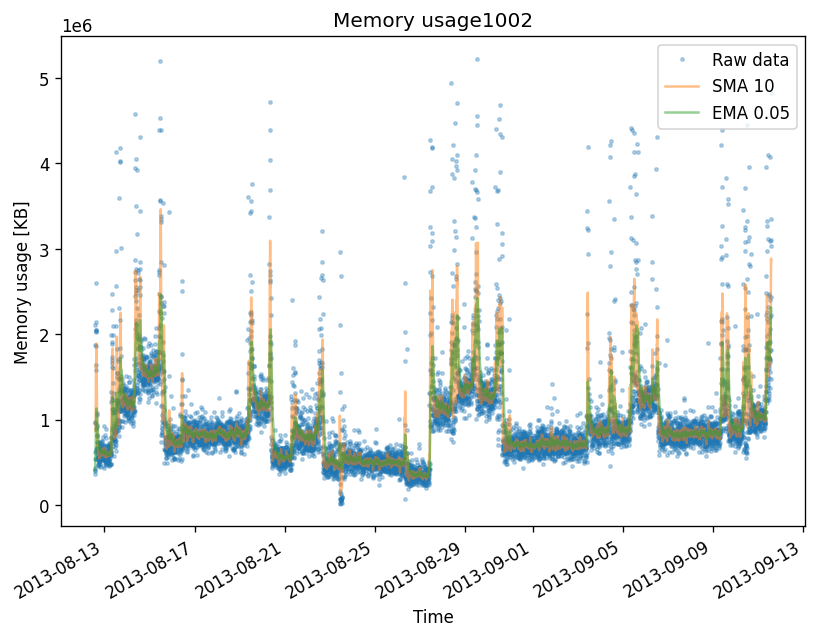 Memory usage1002
1e6
Raw data
SMA 10
EMA 0.05
5
4
3
2
1
0
Memory usage [KB]
2013-08-13
2013-08-17
2013-08-21
2013-08-25
2013-08-29
2013-09-01
2013-09-05
2013-09-09
2013-09-13
Time